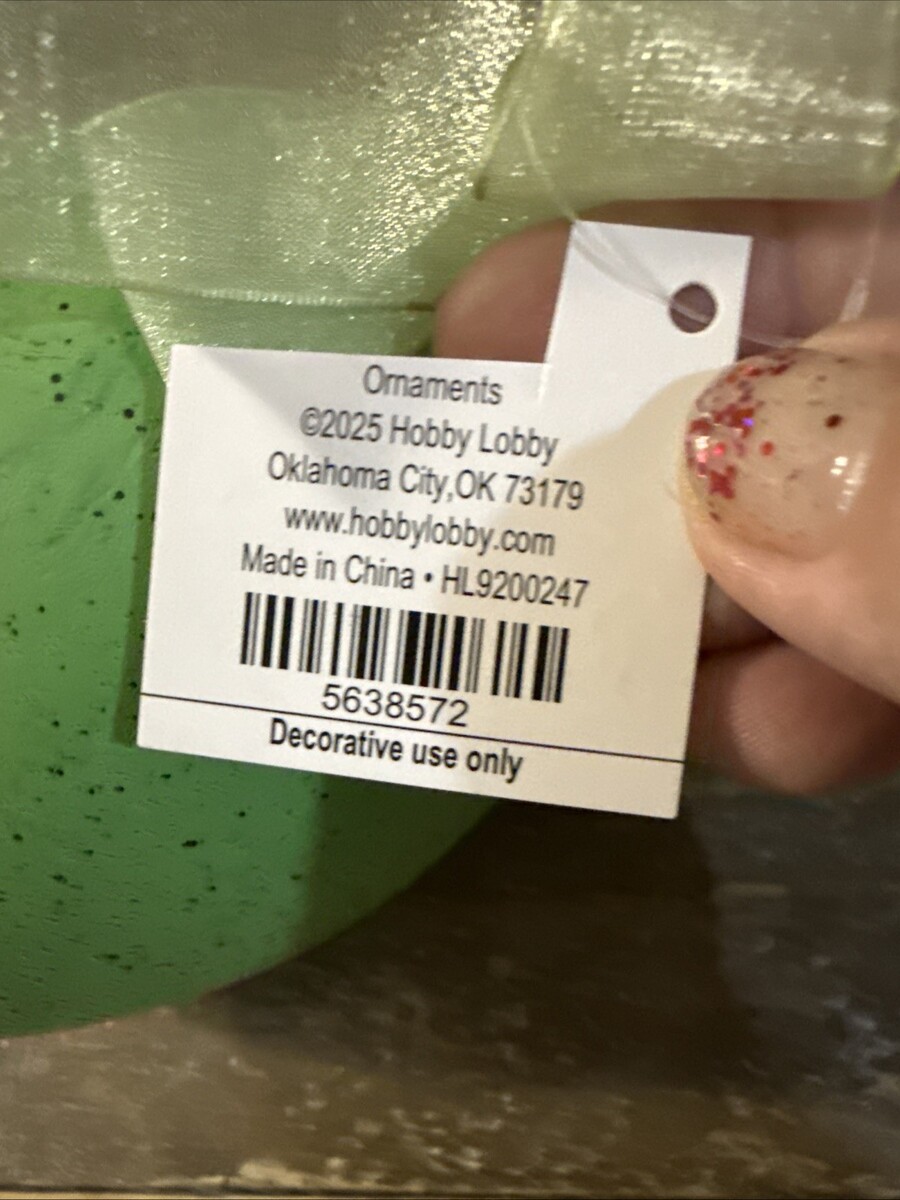 Ornaments
©2025 Hobby Lobby
Oklahoma City,OK 73179
www.hobbylobby.com
Made in China • HL9200247
5638572
Decorative use only